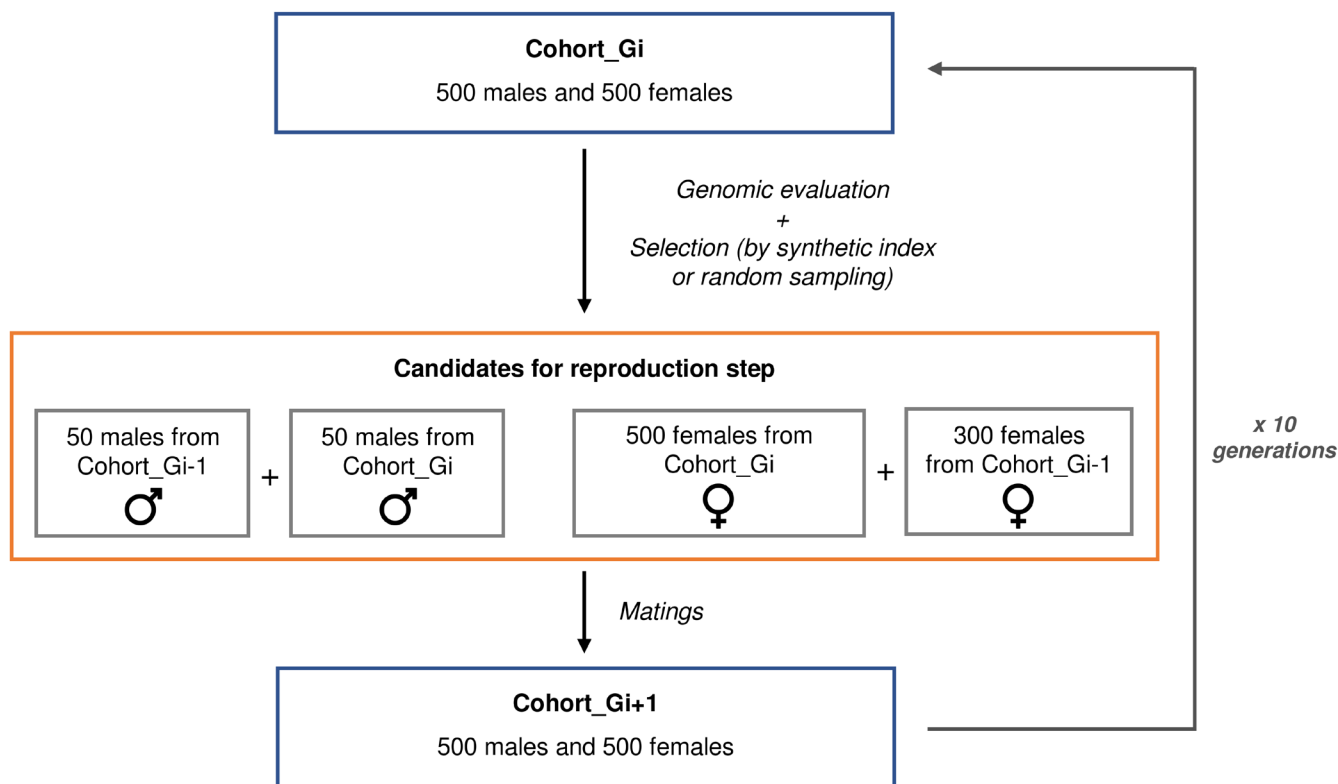 Cohort_Gi
500 males and 500 females
Genomic evaluation
+
Selection (by synthetic index
or random sampling)
Candidates for reproduction step
50 males from
Cohort_Gi-1
+
50 males from
Cohort_Gi
500 females from
Cohort_Gi
+
300 females
from Cohort_Gi-1
x 10
generations
Matings
Cohort_Gi+1
500 males and 500 females